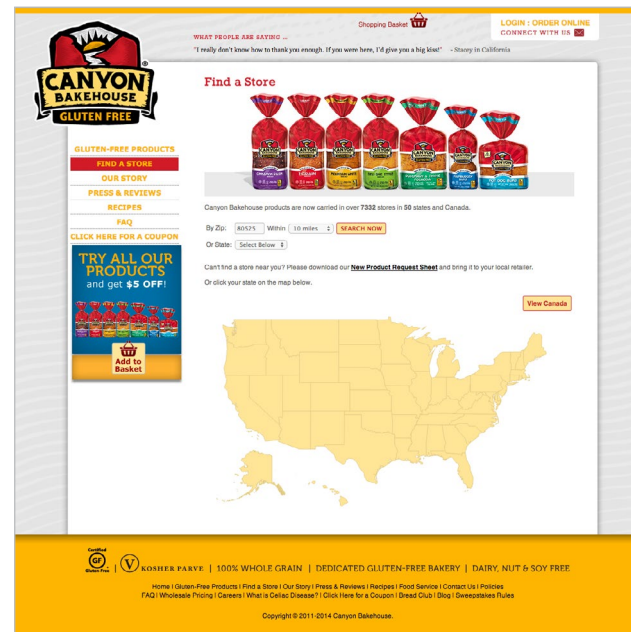 Shopping Basket
LOGIN : ORDER ONLINE
CONNECT WITH US
WHAT PEOPLE ARE SAYING ...
"I really don't know how to thank you enough. If you were here, I'd give you a big kiss!" - Stacey in California
CANYON
BAKEHOUSE
GLUTEN FREE
GLUTEN-FREE PRODUCTS
FIND A STORE
OUR STORY
PRESS & REVIEWS
RECIPES
FAQ
CLICK HERE FOR A COUPON
TRY ALL OUR
PRODUCTS
and get $5 OFF!
Add to
Basket
Find a Store
Canyon Bakehouse products are now carried in over 7332 stores in 50 states and Canada.
By Zip: 80525 Within 10 miles SEARCH NOW
Or State: Select Below
Can't find a store near you? Please download our New Product Request Sheet and bring it to your local retailer.
Or click your state on the map below.
View Canada
Certified
GF
Gluten Free
| V KOSHER PARVE | 100% WHOLE GRAIN | DEDICATED GLUTEN-FREE BAKERY | DAIRY, NUT & SOY FREE
Home | Gluten-Free Products | Find a Store | Our Story | Press & Reviews | Recipes | Food Service | Contact Us | Policies
FAQ | Wholesale Pricing | Careers | What is Celiac Disease? | Click Here for a Coupon | Bread Club | Blog | Sweepstakes Rules
Copyright © 2011-2014 Canyon Bakehouse.